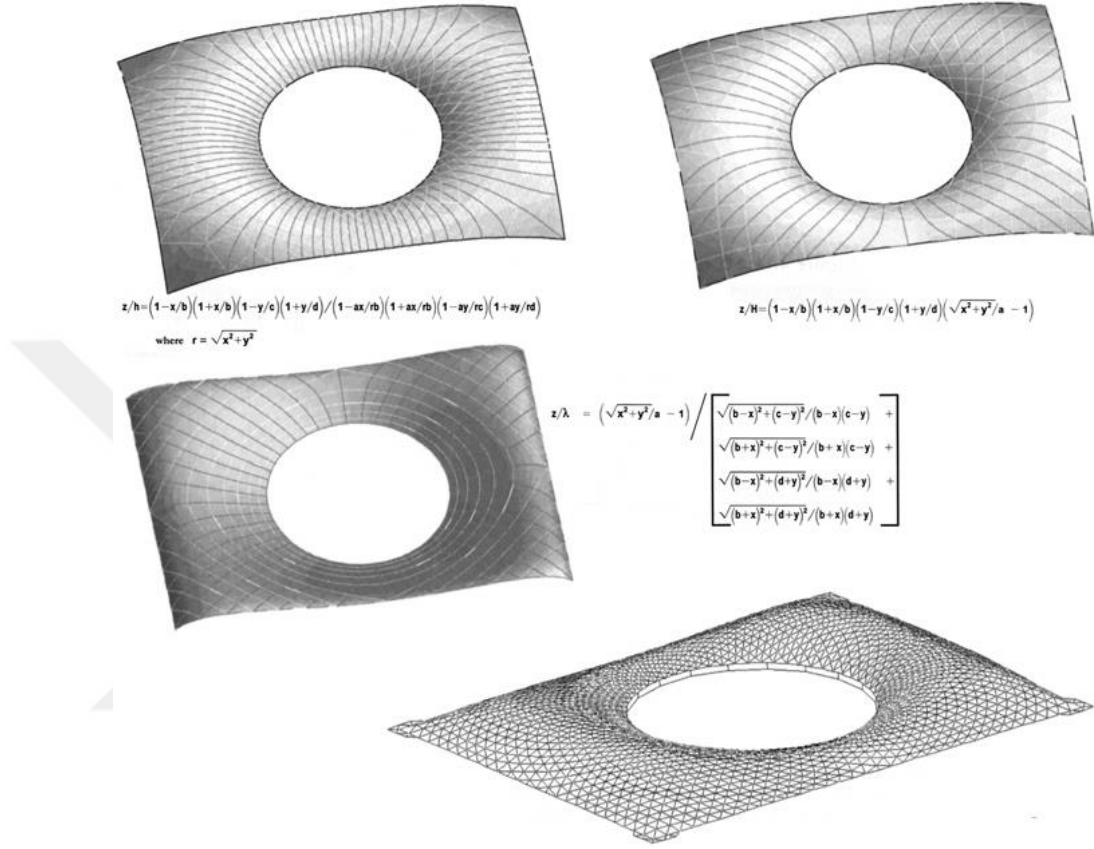 z/h=(1−x/b)(1+x/b)(1−y/c)(1+y/d)/(1−ax/rb)(1+ax/rb)(1−ay/rc)(1+ay/rd)
where r = √x²+y²
z/H=(1−x/b)(1+x/b)(1−y/c)(1+y/d)(√x²+y²/a − 1)
z/λ = (√x²+y²/a − 1) / [√(b−x)²+(c−y)²/(b−x)(c−y) +
√(b+x)²+(c−y)²/(b+x)(c−y) +
√(b−x)²+(d+y)²/(b−x)(d+y) +
√(b+x)²+(d+y)²/(b+x)(d+y)]